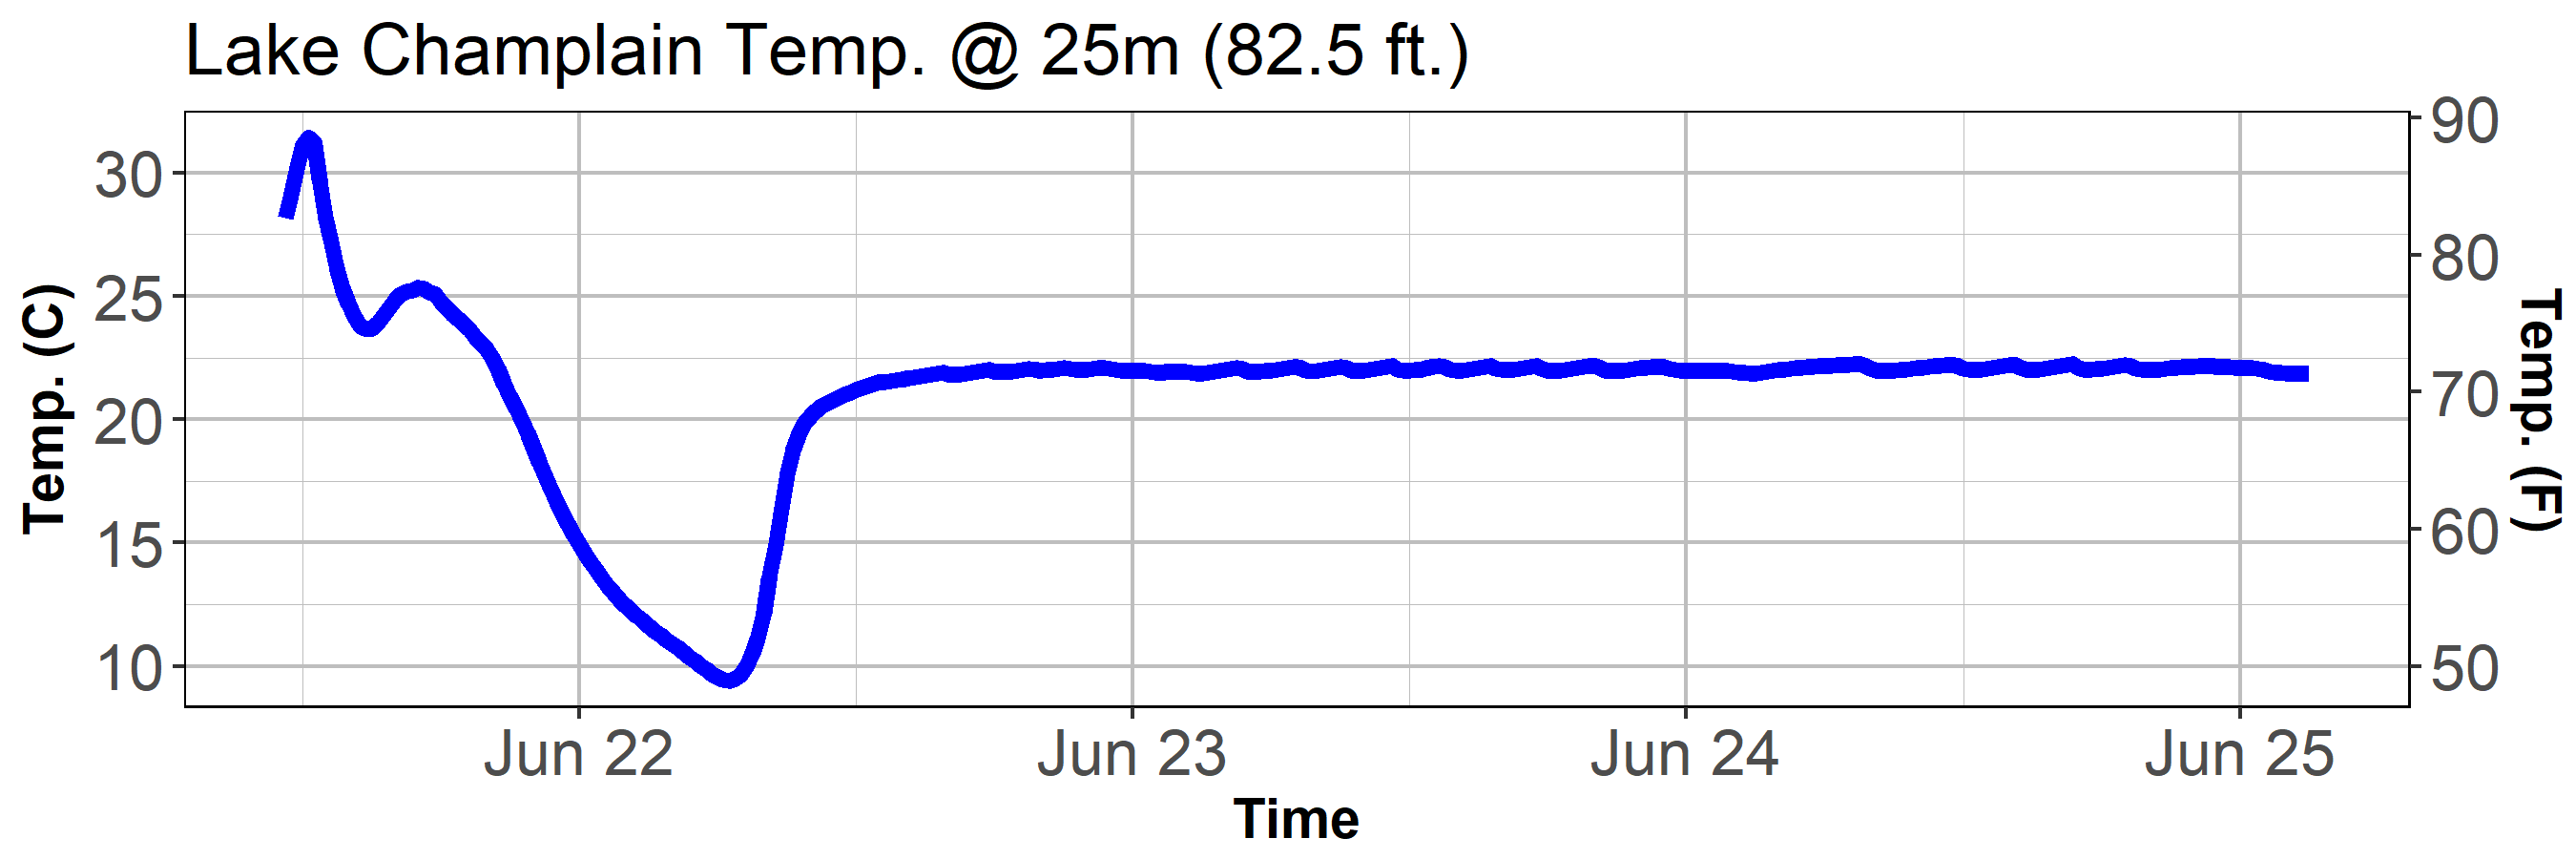 Lake Champlain Temp. @ 25m (82.5 ft.)
Temp. (C)
30
25
20
15
10
90
80
70
60
50
Temp. (F)
Jun 22 Jun 23 Jun 24 Jun 25
Time